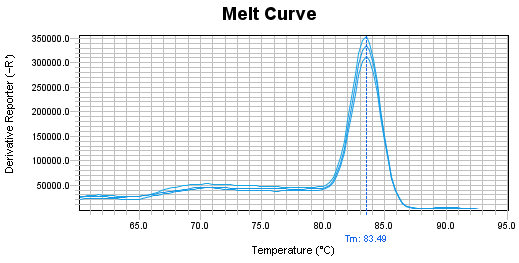 Melt Curve
Derivative Reporter (-R')
350000.0
300000.0
250000.0
200000.0
150000.0
100000.0
50000.0
65.0 70.0 75.0 80.0 85.0 90.0 95.0
Tm: 83.49
Temperature (°C)